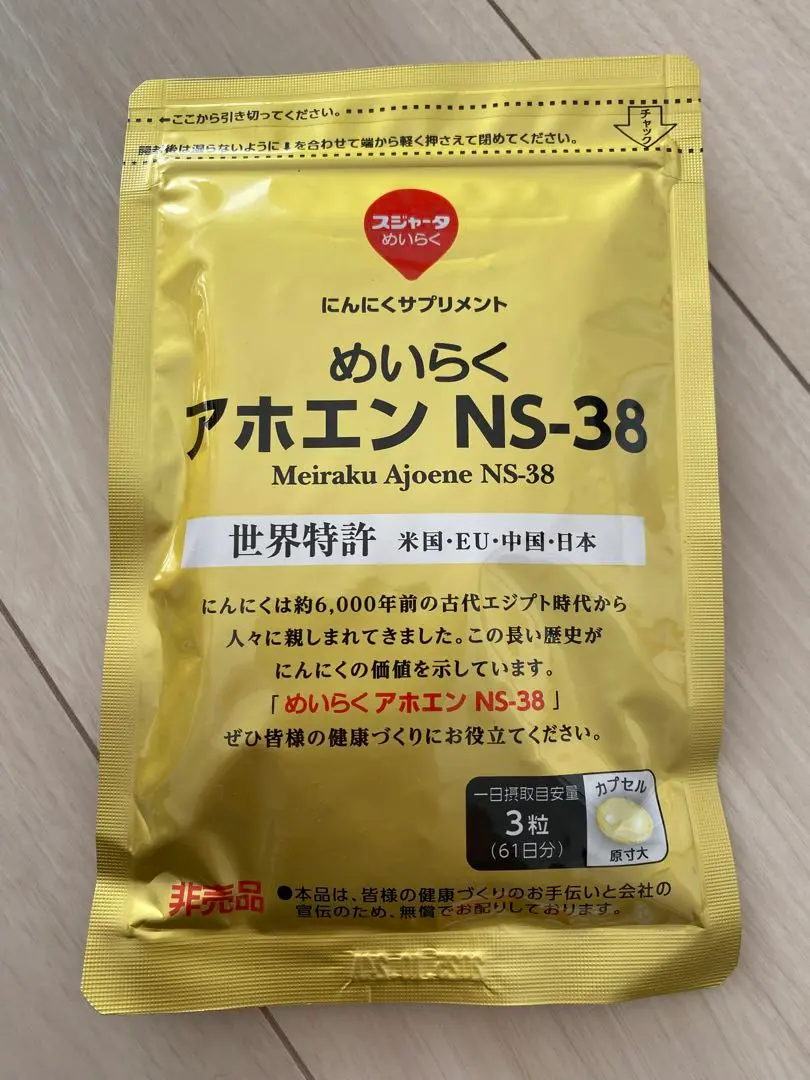 ←ここから引き切ってください。
開封後は湿らないように⬇を合わせて端から軽く押さえて閉めてください。
チャック
スジャータ
めいらく
にんにくサプリメント
めいらく
アホエン NS-38
Meiraku Ajoene NS-38
世界特許 米国・EU・中国・日本
にんにくは約6,000年前の古代エジプト時代から
人々に親しまれてきました。この長い歴史が
にんにくの価値を示しています。
「めいらく アホエン NS-38」
ぜひ皆様の健康づくりにお役立てください。
一日摂取目安量
3粒
(61日分)
カプセル
原寸大
非売品
●本品は、皆様の健康づくりのお手伝いと会社の
宣伝のため、無償でお配りしております。